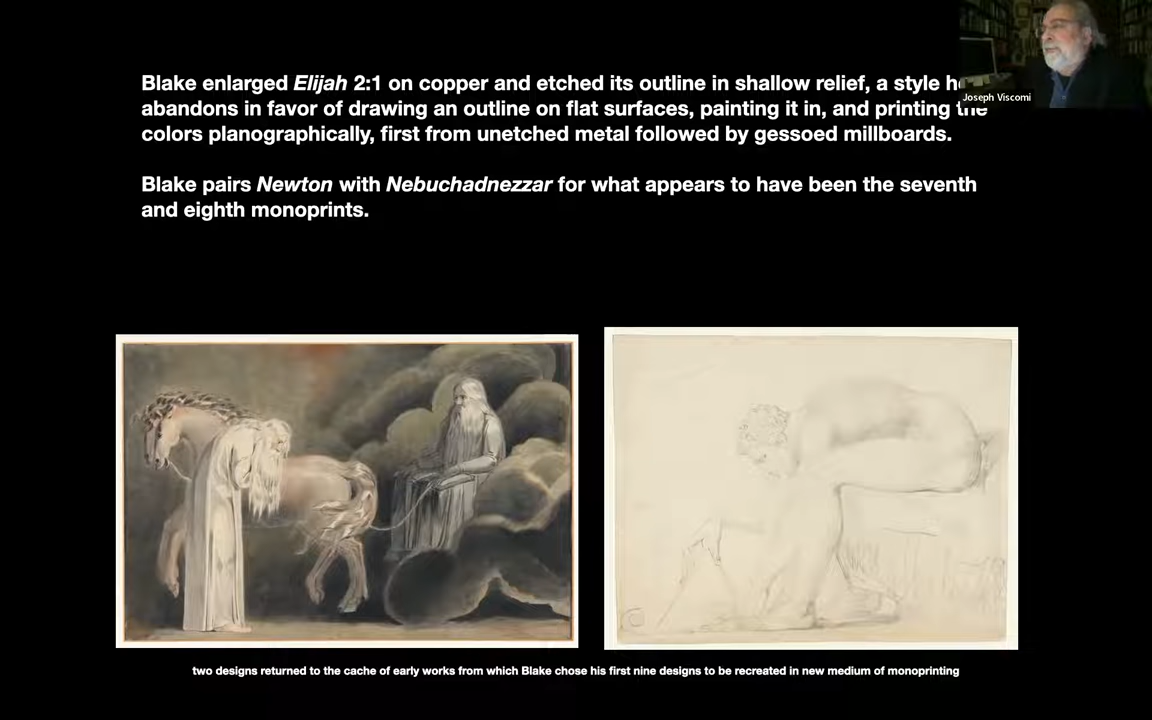 Blake enlarged Elijah 2:1 on copper and etched its outline in shallow relief, a style
abandons in favor of drawing an outline on flat surfaces, painting it in, and printing the
colors planographically, first from unetched metal followed by gessoed millboards.
Blake pairs Newton with Nebuchadnezzar for what appears to have been the seventh
and eighth monoprints.
Joseph Viscomi
two designs returned to the cache of early works from which Blake chose his first nine designs to be recreated in new medium of monoprinting